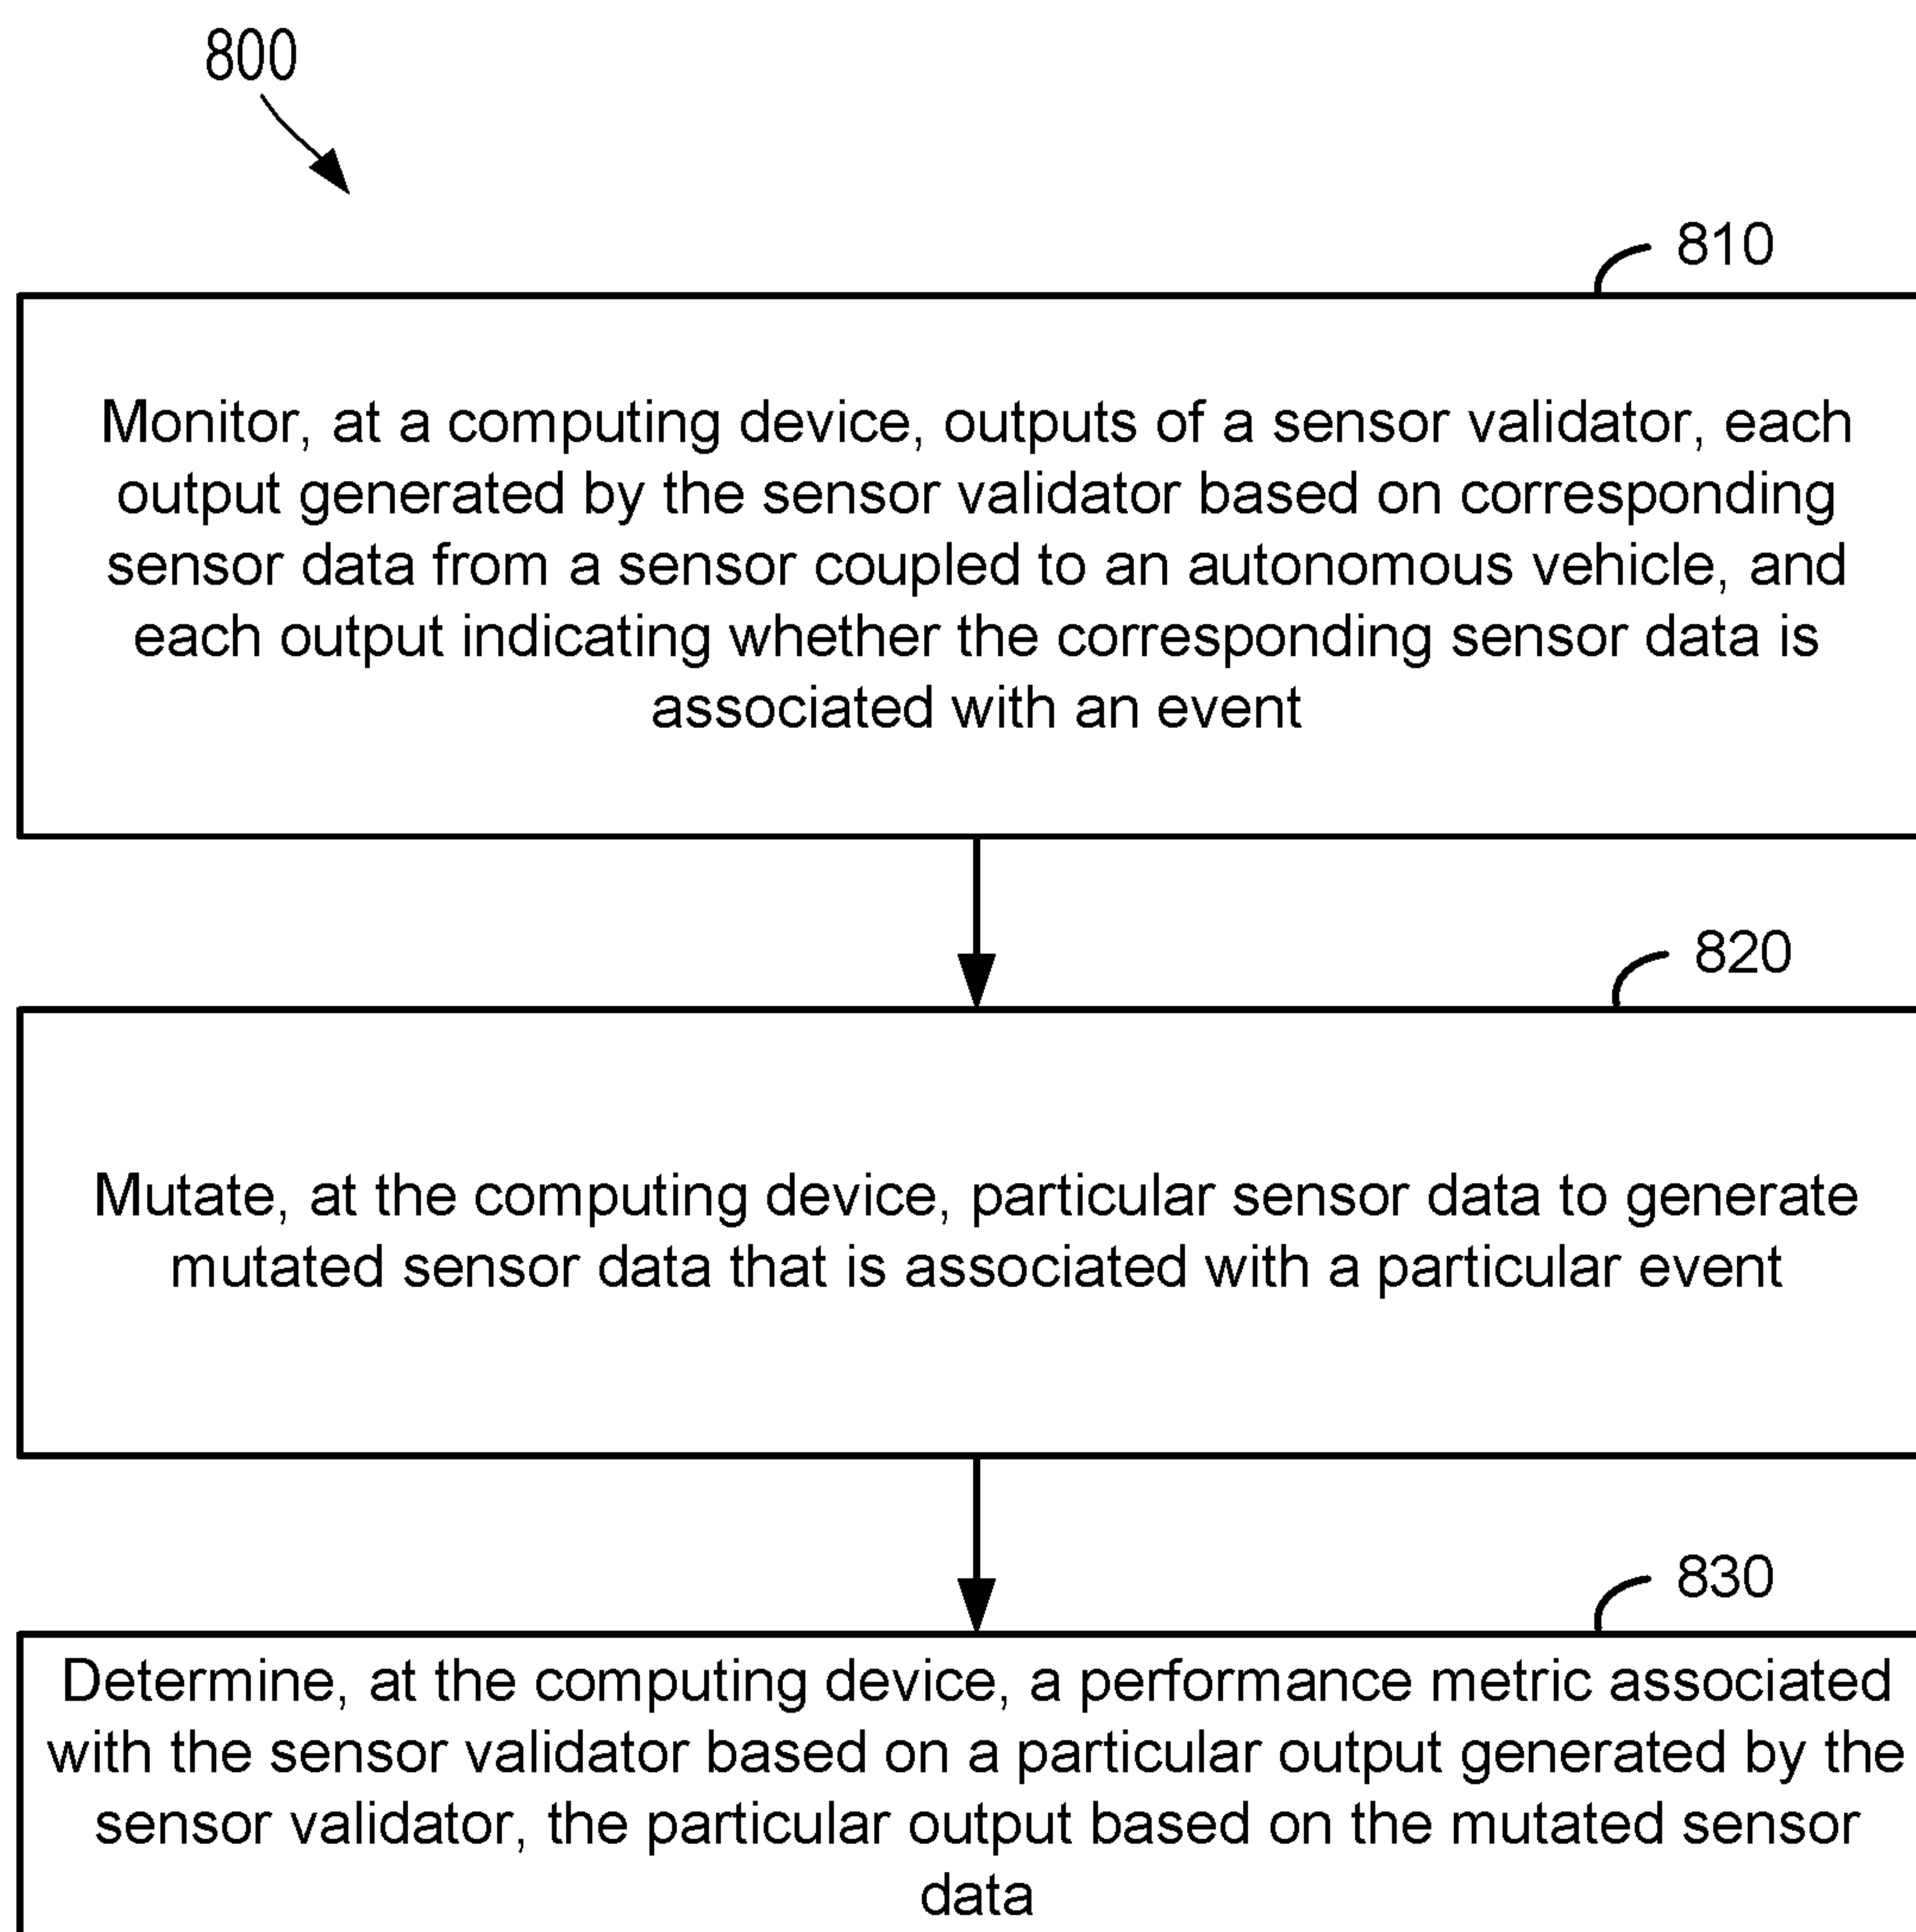 800
810
Monitor, at a computing device, outputs of a sensor validator, each
output generated by the sensor validator based on corresponding
sensor data from a sensor coupled to an autonomous vehicle, and
each output indicating whether the corresponding sensor data is
associated with an event
820
Mutate, at the computing device, particular sensor data to generate
mutated sensor data that is associated with a particular event
830
Determine, at the computing device, a performance metric associated
with the sensor validator based on a particular output generated by the
sensor validator, the particular output based on the mutated sensor
data